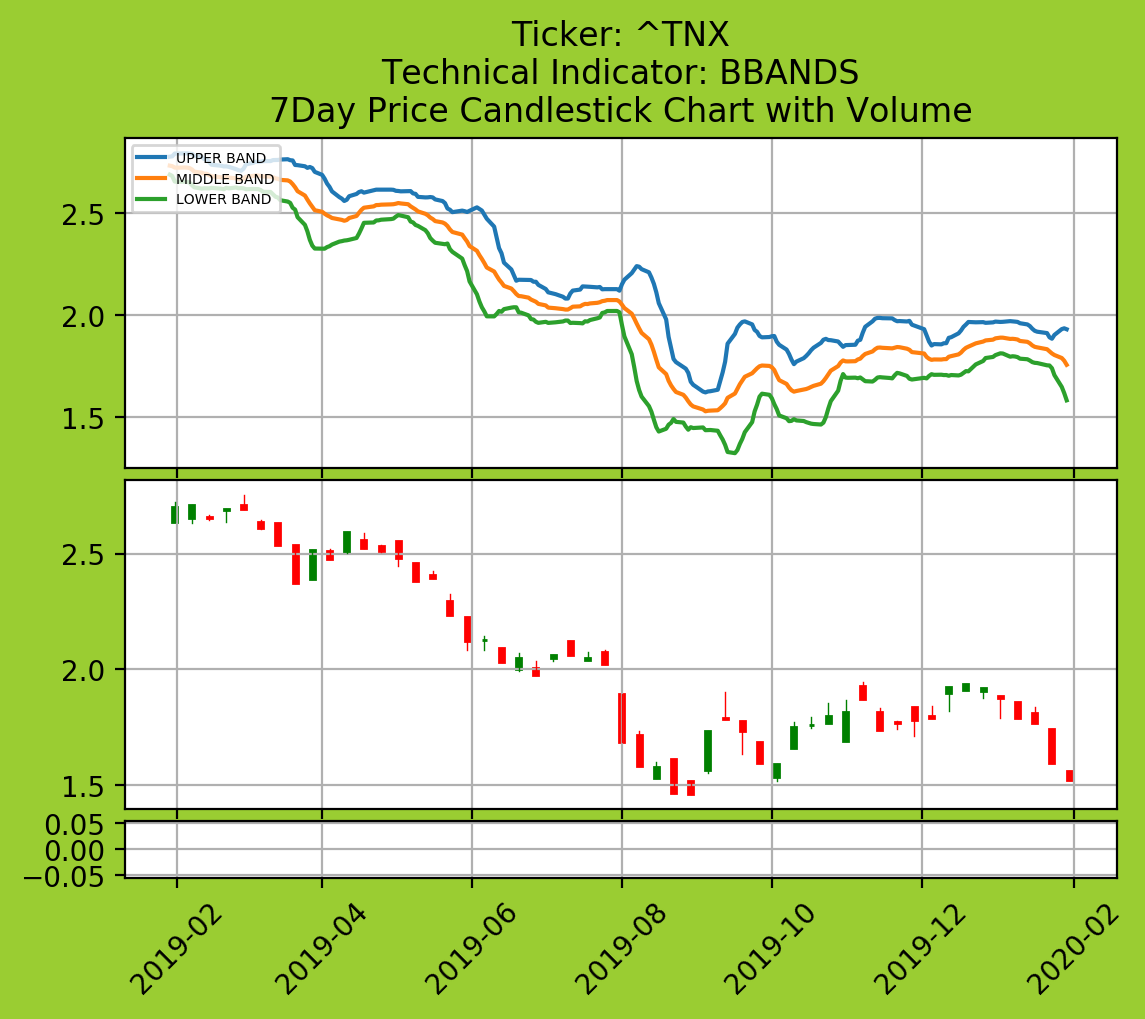 Ticker: ^TNX
Technical Indicator: BBANDS
7Day Price Candlestick Chart with Volume
UPPER BAND
MIDDLE BAND
LOWER BAND
2.5
2.0
1.5
2.5
2.0
1.5
0.05
0.00
−0.05
2019-02
2019-04
2019-06
2019-08
2019-10
2019-12
2020-02